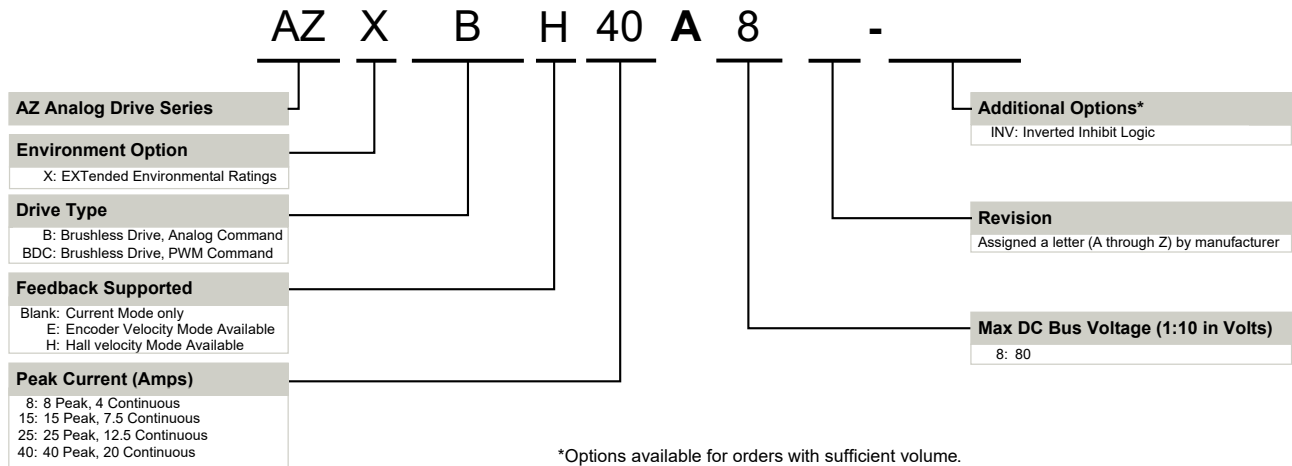 AZ X B H 40 A 8 -
AZ Analog Drive Series
Environment Option
X: EXTended Environmental Ratings
Drive Type
B: Brushless Drive, Analog Command
BDC: Brushless Drive, PWM Command
Feedback Supported
Blank: Current Mode only
E: Encoder Velocity Mode Available
H: Hall velocity Mode Available
Peak Current (Amps)
8: 8 Peak, 4 Continuous
15: 15 Peak, 7.5 Continuous
25: 25 Peak, 12.5 Continuous
40: 40 Peak, 20 Continuous
Additional Options*
INV: Inverted Inhibit Logic
Revision
Assigned a letter (A through Z) by manufacturer
Max DC Bus Voltage (1:10 in Volts)
8: 80
*Options available for orders with sufficient volume.